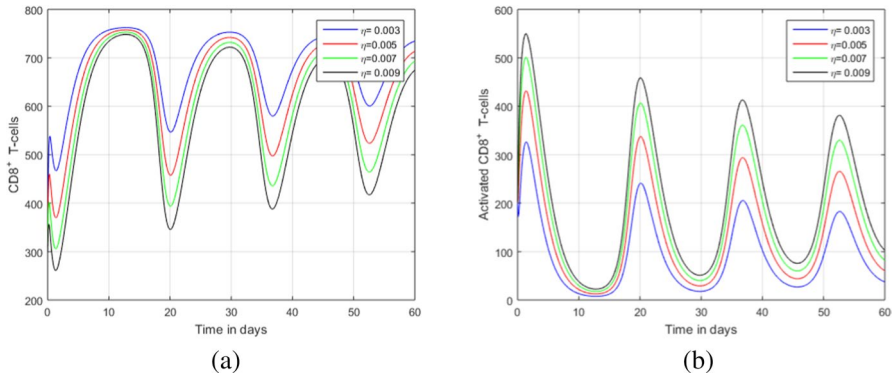 800
700
600
500
400
300
200
0
10
20
30
40
50
60
CD8+ T-cells
Time in days
η= 0.003
η=0.005
η=0.007
η= 0.009
(a)
600
500
400
300
200
100
0
0
10
20
30
40
50
60
Activated CD8+ T-cells
Time in days
η= 0.003
η=0.005
η=0.007
η= 0.009
(b)